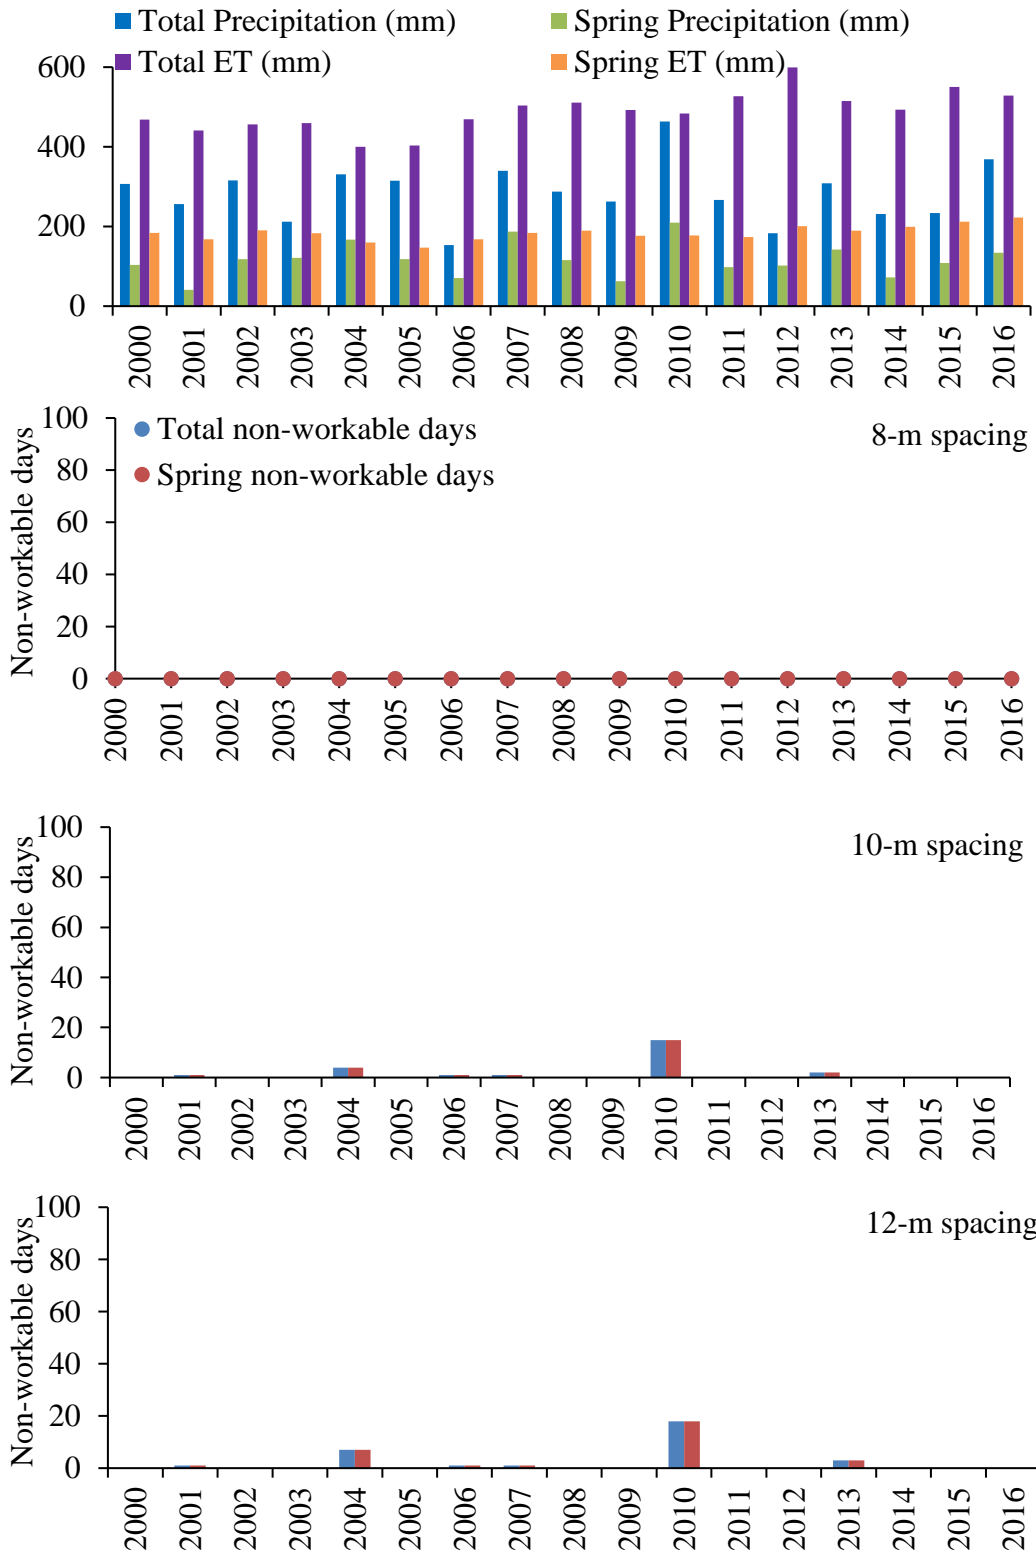 Total Precipitation (mm) Spring Precipitation (mm)
Total ET (mm) Spring ET (mm)
600
400
200
0
2000 2001 2002 2003 2004 2005 2006 2007 2008 2009 2010 2011 2012 2013 2014 2015 2016
Non-workable days
100
80
60
40
20
0
Total non-workable days
Spring non-workable days
8-m spacing
2000 2001 2002 2003 2004 2005 2006 2007 2008 2009 2010 2011 2012 2013 2014 2015 2016
Non-workable days
100
80
60
40
20
0
10-m spacing
2000 2001 2002 2003 2004 2005 2006 2007 2008 2009 2010 2011 2012 2013 2014 2015 2016
Non-workable days
100
80
60
40
20
0
12-m spacing
2000 2001 2002 2003 2004 2005 2006 2007 2008 2009 2010 2011 2012 2013 2014 2015 2016